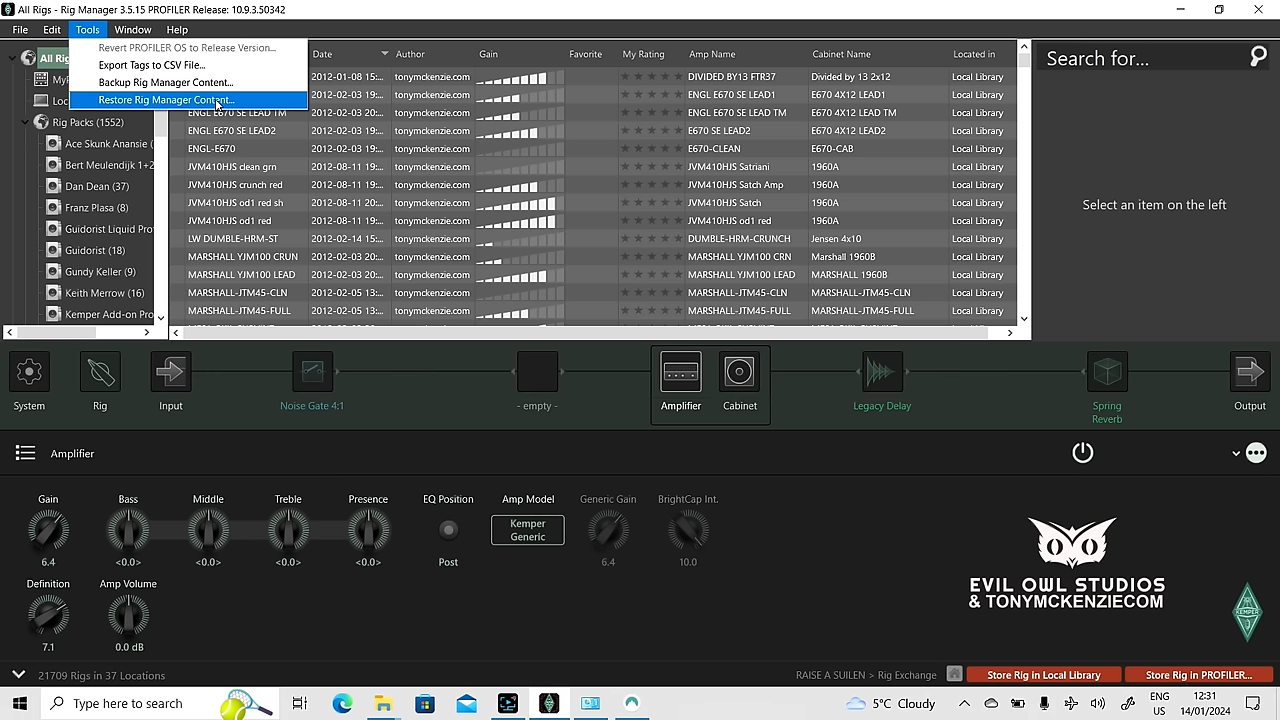 All Rigs - Rig Manager 3.5.15 PROFILER Release: 10.9.3.50342
File Edit Tools Window Help
Revert PROFILER OS to Release Version...
Export Tags to CSV File...
Backup Rig Manager Content...
Restore Rig Manager Content...
All Rig
MyP
Loc
Rig Packs (1552)
Ace Skunk Anansie (
Bert Meulendijk 1+2
Dan Dean (37)
Franz Plasa (8)
Guidorist Liquid Pro
Guidorist (18)
Gundy Keller (9)
Keith Merrow (16)
Kemper Add-on Pro
Date Author Gain Favorite My Rating Amp Name Cabinet Name Located in
2012-01-08 15:... tonymckenzie.com DIVIDED BY13 FTR37 Divided by 13 2x12 Local Library
2012-02-03 19:... tonymckenzie.com ENGL E670 SE LEAD1 E670 4X12 LEAD1 Local Library
ENGL E670 SE LEAD TM 2012-02-03 20:... tonymckenzie.com ENGL E670 SE LEAD TM E670 4X12 LEAD TM Local Library
ENGL E670 SE LEAD2 2012-02-03 19:... tonymckenzie.com E670 SE LEAD2 E670 4X12 LEAD2 Local Library
ENGL-E670 2012-02-03 19:... tonymckenzie.com E670-CLEAN E670-CAB Local Library
JVM410HJS clean grn 2012-08-11 19:... tonymckenzie.com JVM410HJS Satriani 1960A Local Library
JVM410HJS crunch red 2012-08-11 19:... tonymckenzie.com JVM410HJS Satch Amp 1960A Local Library
JVM410HJS od1 red sh 2012-08-11 20:... tonymckenzie.com JVM410HJS Satch 1960A Local Library
JVM410HJS od1 red 2012-08-11 19:... tonymckenzie.com JVM410HJS od1 red 1960A Local Library
LW DUMBLE-HRM-ST 2012-02-14 15:... tonymckenzie.com DUMBLE-HRM-CRUNCH Jensen 4x10 Local Library
MARSHALL YJM100 CRUN 2012-02-03 20:... tonymckenzie.com MARSHALL YJM100 CRN Marshall 1960B Local Library
MARSHALL YJM100 LEAD 2012-02-03 20:... tonymckenzie.com MARSHALL YJM100 LEAD MARSHALL 1960B Local Library
MARSHALL-JTM45-CLN 2012-02-05 13:... tonymckenzie.com MARSHALL-JTM45-CLN MARSHALL-JTM45-CLN Local Library
MARSHALL-JTM45-FULL 2012-02-05 13:... tonymckenzie.com MARSHALL-JTM45-FULL MARSHALL-JTM45-FULL Local Library
Search for...
Select an item on the left
System Rig Input Noise Gate 4:1 - empty - Amplifier Cabinet Legacy Delay Spring Reverb Output
Amplifier
Gain Bass Middle Treble Presence EQ Position Amp Model Generic Gain BrightCap Int.
Kemper
Generic
6.4 <0.0> <0.0> <0.0> <0.0> Post 6.4 10.0
Definition Amp Volume
7.1 0.0 dB
EVIL OWL STUDIOS
& TONYMCKENZIECOM
KEMPER
21709 Rigs in 37 Locations
RAISE A SUILEN > Rig Exchange
Store Rig in Local Library
Store Rig in PROFILER...
Type here to search
5°C Cloudy
ENG
US
12:31
14/01/2024